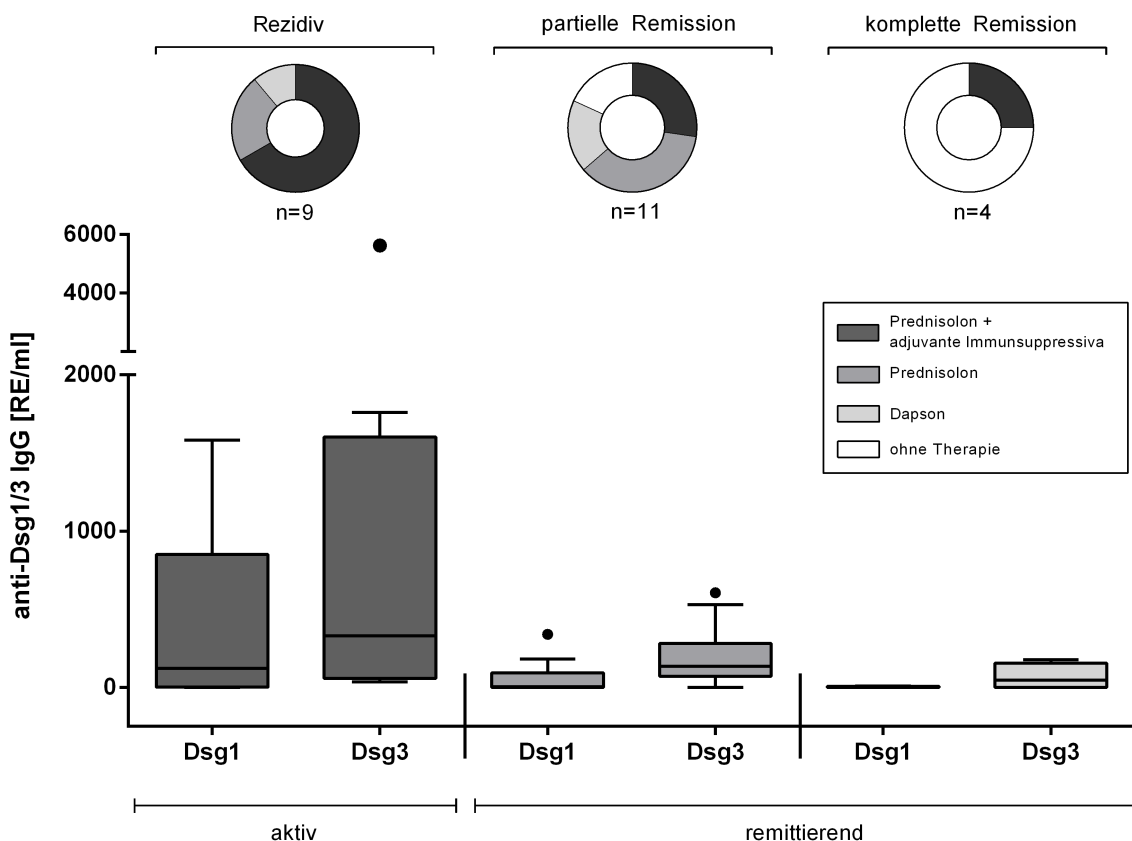 Rezidiv
partielle Remission
komplette Remission
n=9
n=11
n=4
6000
4000
2000
1000
0
anti-Dsg1/3 IgG [RE/ml]
Prednisolon +
adjuvante Immunsuppressiva
Prednisolon
Dapson
ohne Therapie
Dsg1
Dsg3
Dsg1
Dsg3
Dsg1
Dsg3
aktiv
remittierend